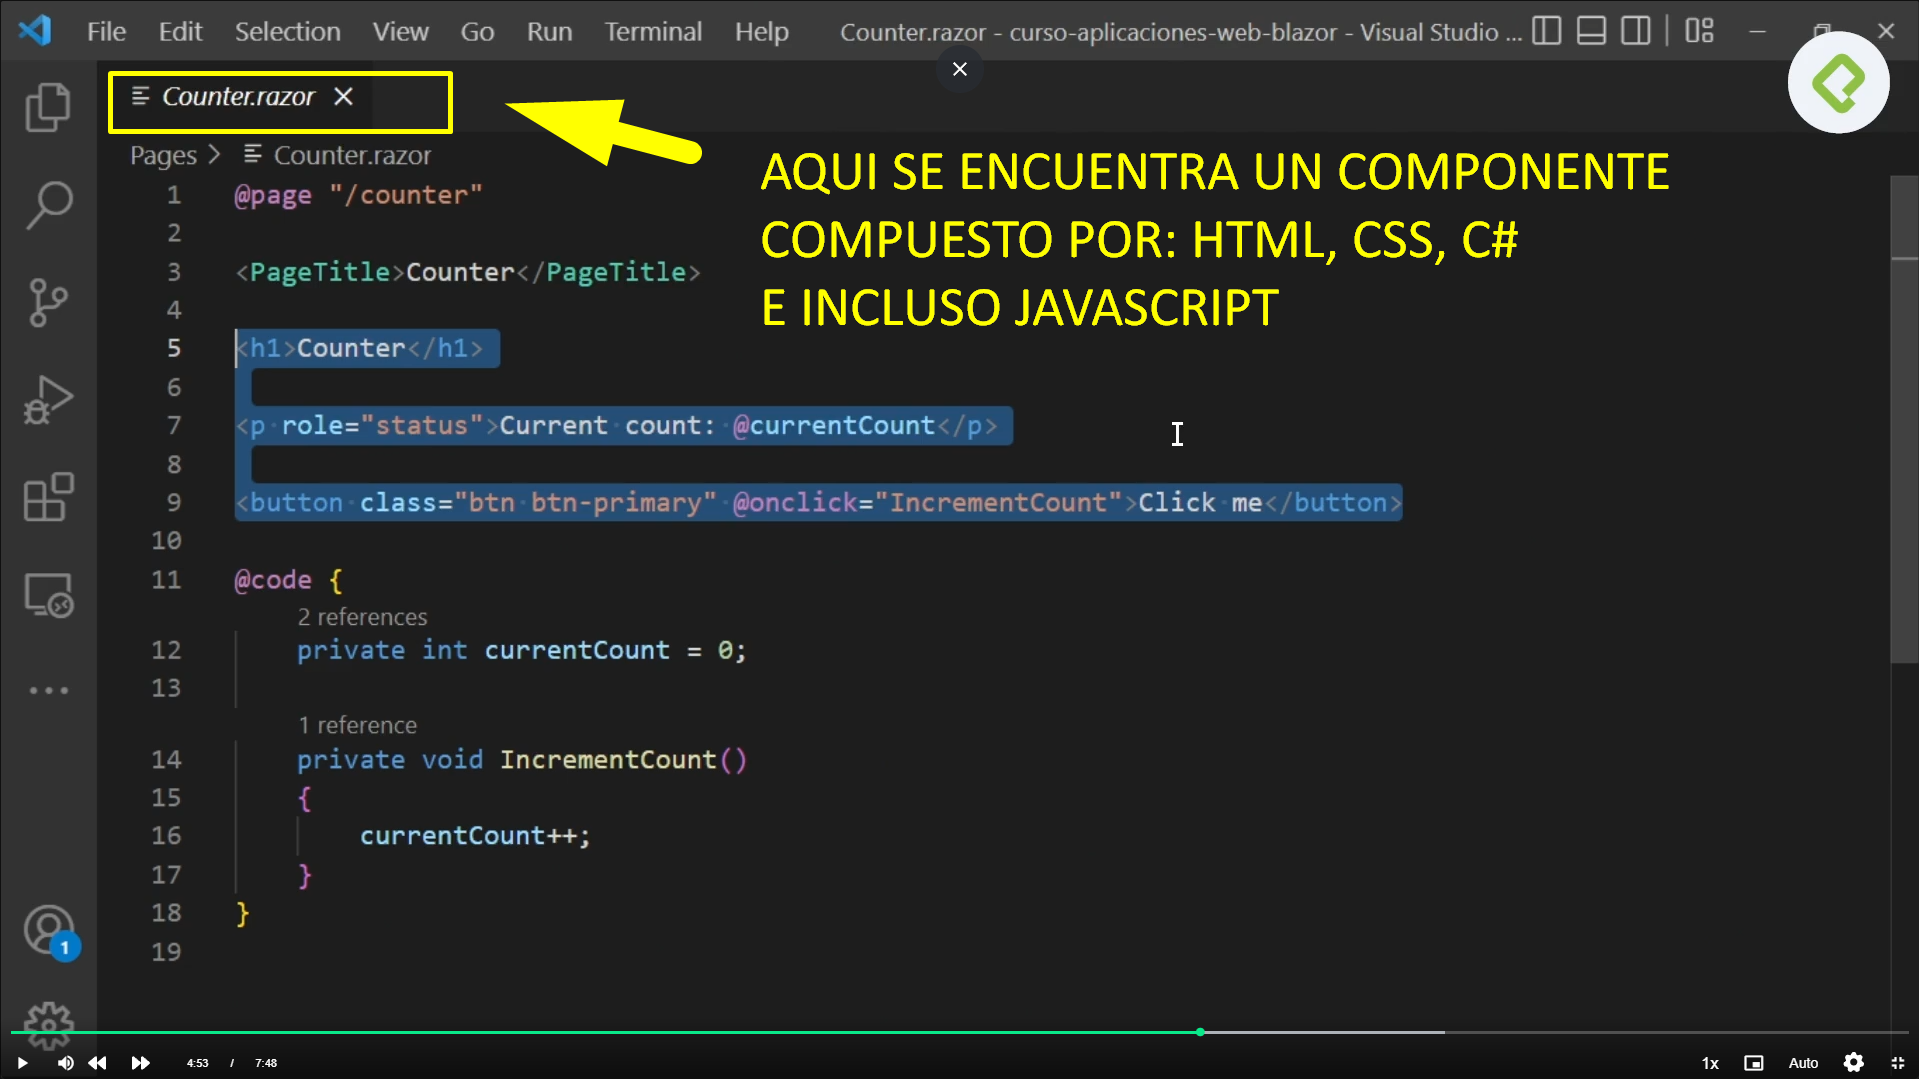 File Edit Selection View Go Run Terminal Help Counter.razor - curso-aplicaciones-web-blazor - Visual Studio ...
Counter.razor
Pages > Counter.razor
AQUI SE ENCUENTRA UN COMPONENTE
COMPUESTO POR: HTML, CSS, C#
E INCLUSO JAVASCRIPT
1 @page "/counter"
2
3 <PageTitle>Counter</PageTitle>
4
5 <h1>Counter</h1>
6
7 <p role="status">Current count: @currentCount</p>
8
9 <button class="btn btn-primary" @onclick="IncrementCount">Click me</button>
10
11 @code {
2 references
12 private int currentCount = 0;
13
1 reference
14 private void IncrementCount()
15 {
16 currentCount++;
17 }
18 }
19
1
4:53 / 7:48 1x Auto